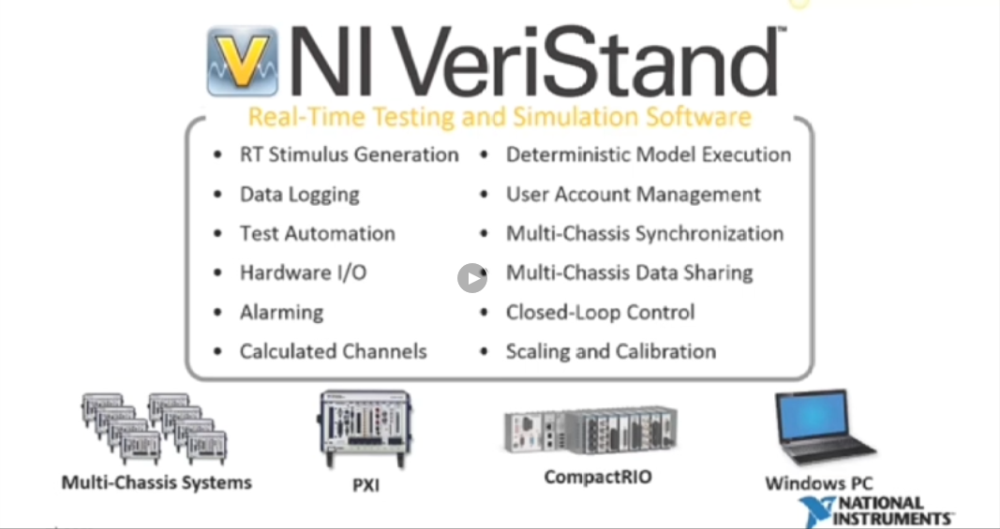 NI VeriStand™
Real-Time Testing and Simulation Software
• RT Stimulus Generation
• Data Logging
• Test Automation
• Hardware I/O
• Alarming
• Calculated Channels
• Deterministic Model Execution
• User Account Management
• Multi-Chassis Synchronization
• Multi-Chassis Data Sharing
• Closed-Loop Control
• Scaling and Calibration
Multi-Chassis Systems
PXI
CompactRIO
Windows PC
NATIONAL
INSTRUMENTS™